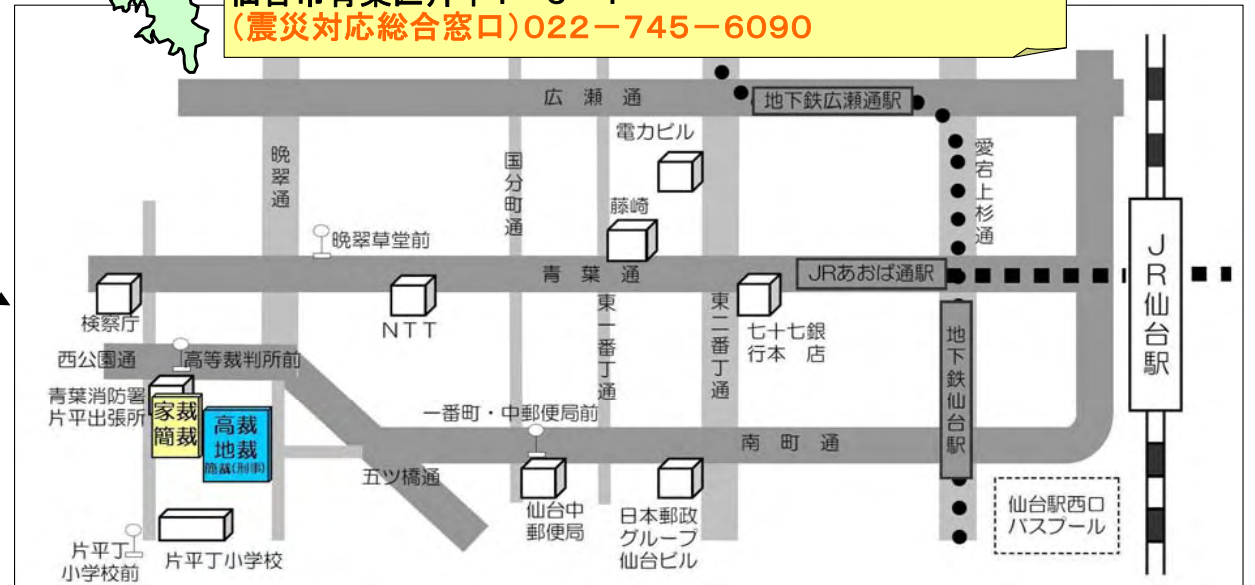 (震災対応総合窓口)022－745－6090
広瀬通
地下鉄広瀬通駅
電力ビル
晩翠通
国分町通
愛宕上杉通
藤崎
晩翠草堂前
青葉通
JRあおば通駅
JR仙台駅
検察庁
NTT
東一番丁通
東二番丁通
七十七銀
行本 店
地下鉄仙台駅
西公園通
高等裁判所前
青葉消防署
片平出張所
家裁
簡裁
高裁
地裁
簡裁(刑事)
一番町・中郵便局前
南町通
五ツ橋通
仙台中
郵便局
日本郵政
グループ
仙台ビル
仙台駅西口
バスプール
片平丁
小学校前
片平丁小学校